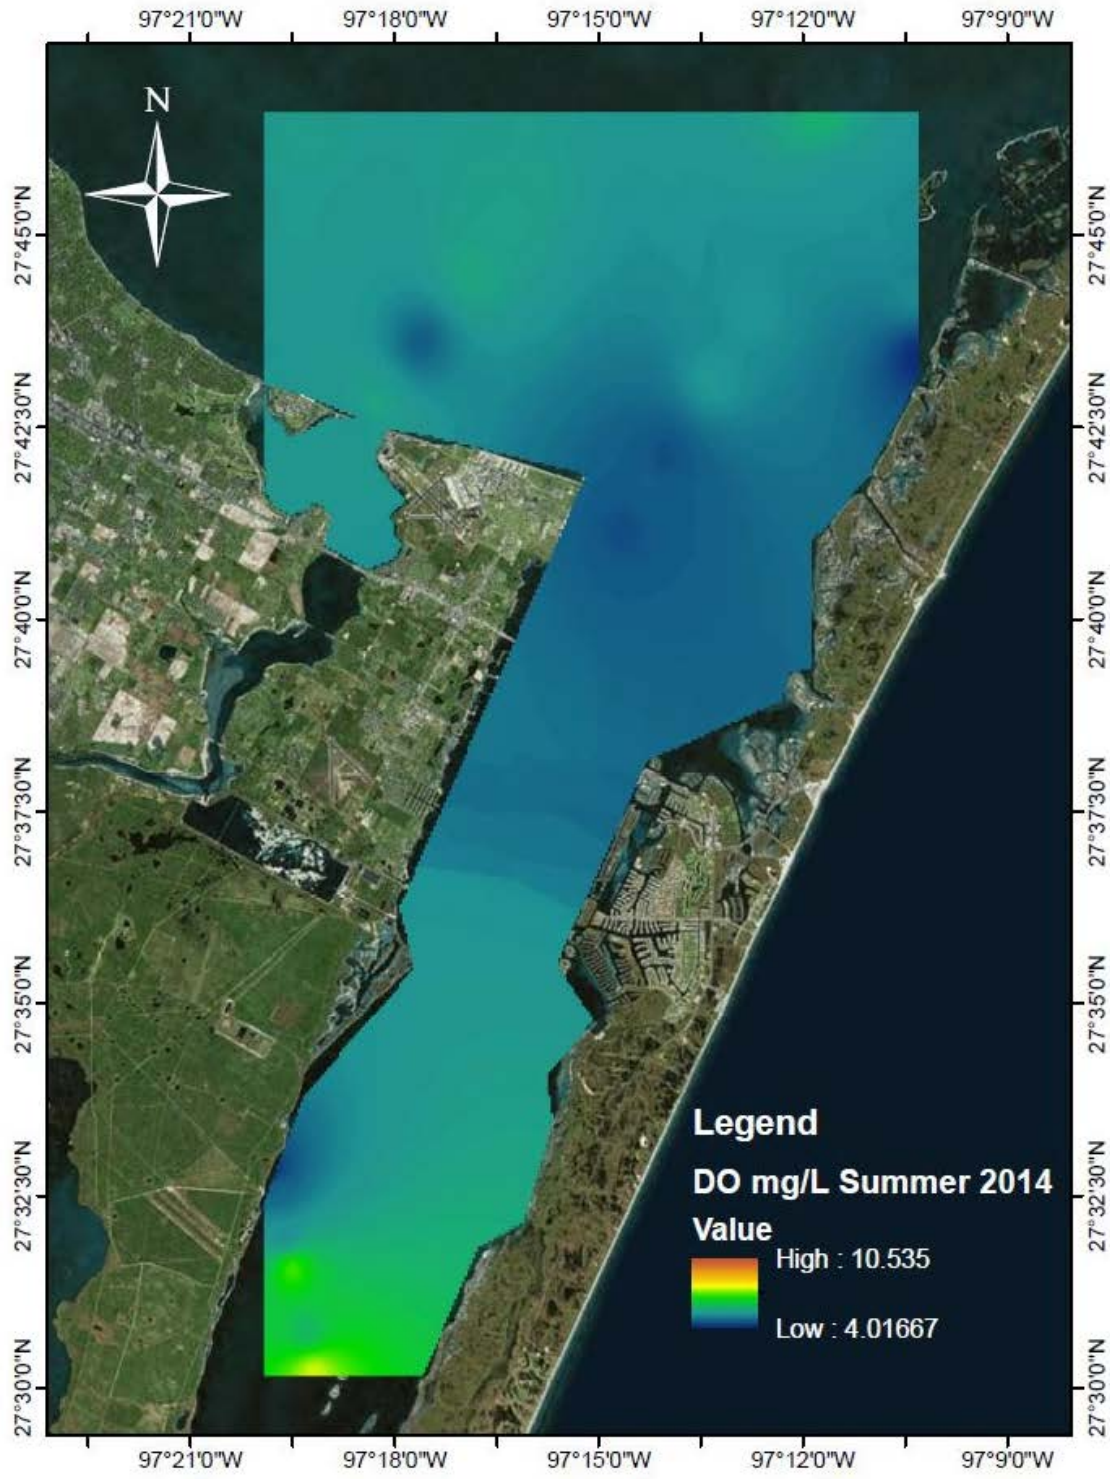 97°21'0"W 97°18'0"W 97°15'0"W 97°12'0"W 97°9'0"W
N
27°45'0"N 27°45'0"N
27°42'30"N 27°42'30"N
27°40'0"N 27°40'0"N
27°37'30"N 27°37'30"N
27°35'0"N 27°35'0"N
Legend
DO mg/L Summer 2014
27°32'30"N 27°32'30"N
Value
High : 10.535
Low : 4.01667
27°30'0"N 27°30'0"N
97°21'0"W 97°18'0"W 97°15'0"W 97°12'0"W 97°9'0"W